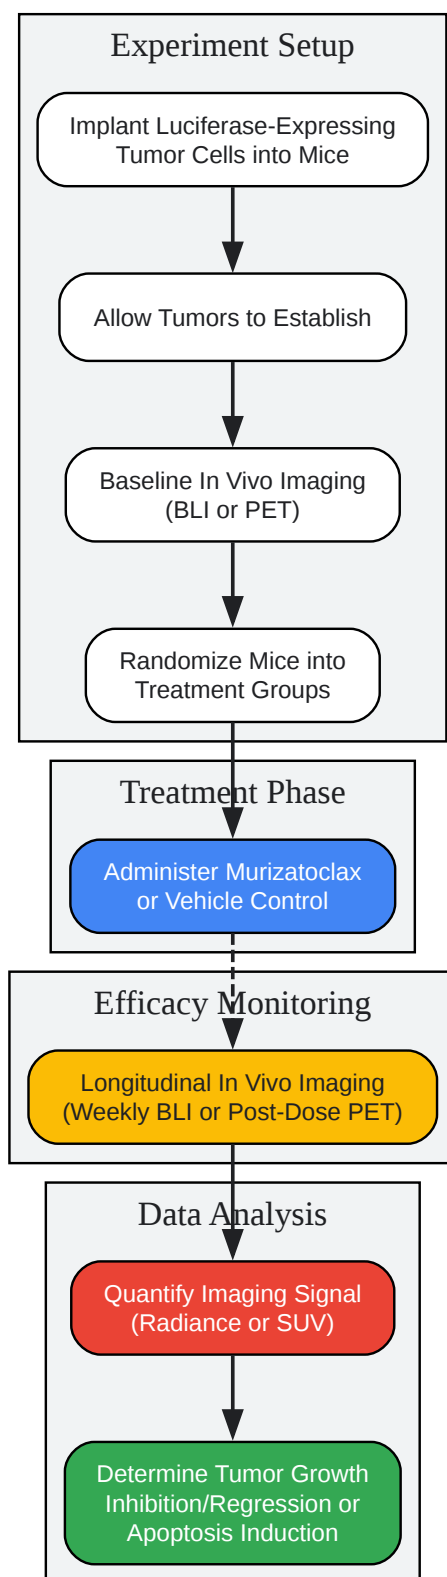 Experiment Setup
Implant Luciferase-Expressing
Tumor Cells into Mice
Allow Tumors to Establish
Baseline In Vivo Imaging
(BLI or PET)
Randomize Mice into
Treatment Groups
Treatment Phase
Administer Murizatoclax
or Vehicle Control
Efficacy Monitoring
Longitudinal In Vivo Imaging
(Weekly BLI or Post-Dose PET)
Data Analysis
Quantify Imaging Signal
(Radiance or SUV)
Determine Tumor Growth
Inhibition/Regression or
Apoptosis Induction